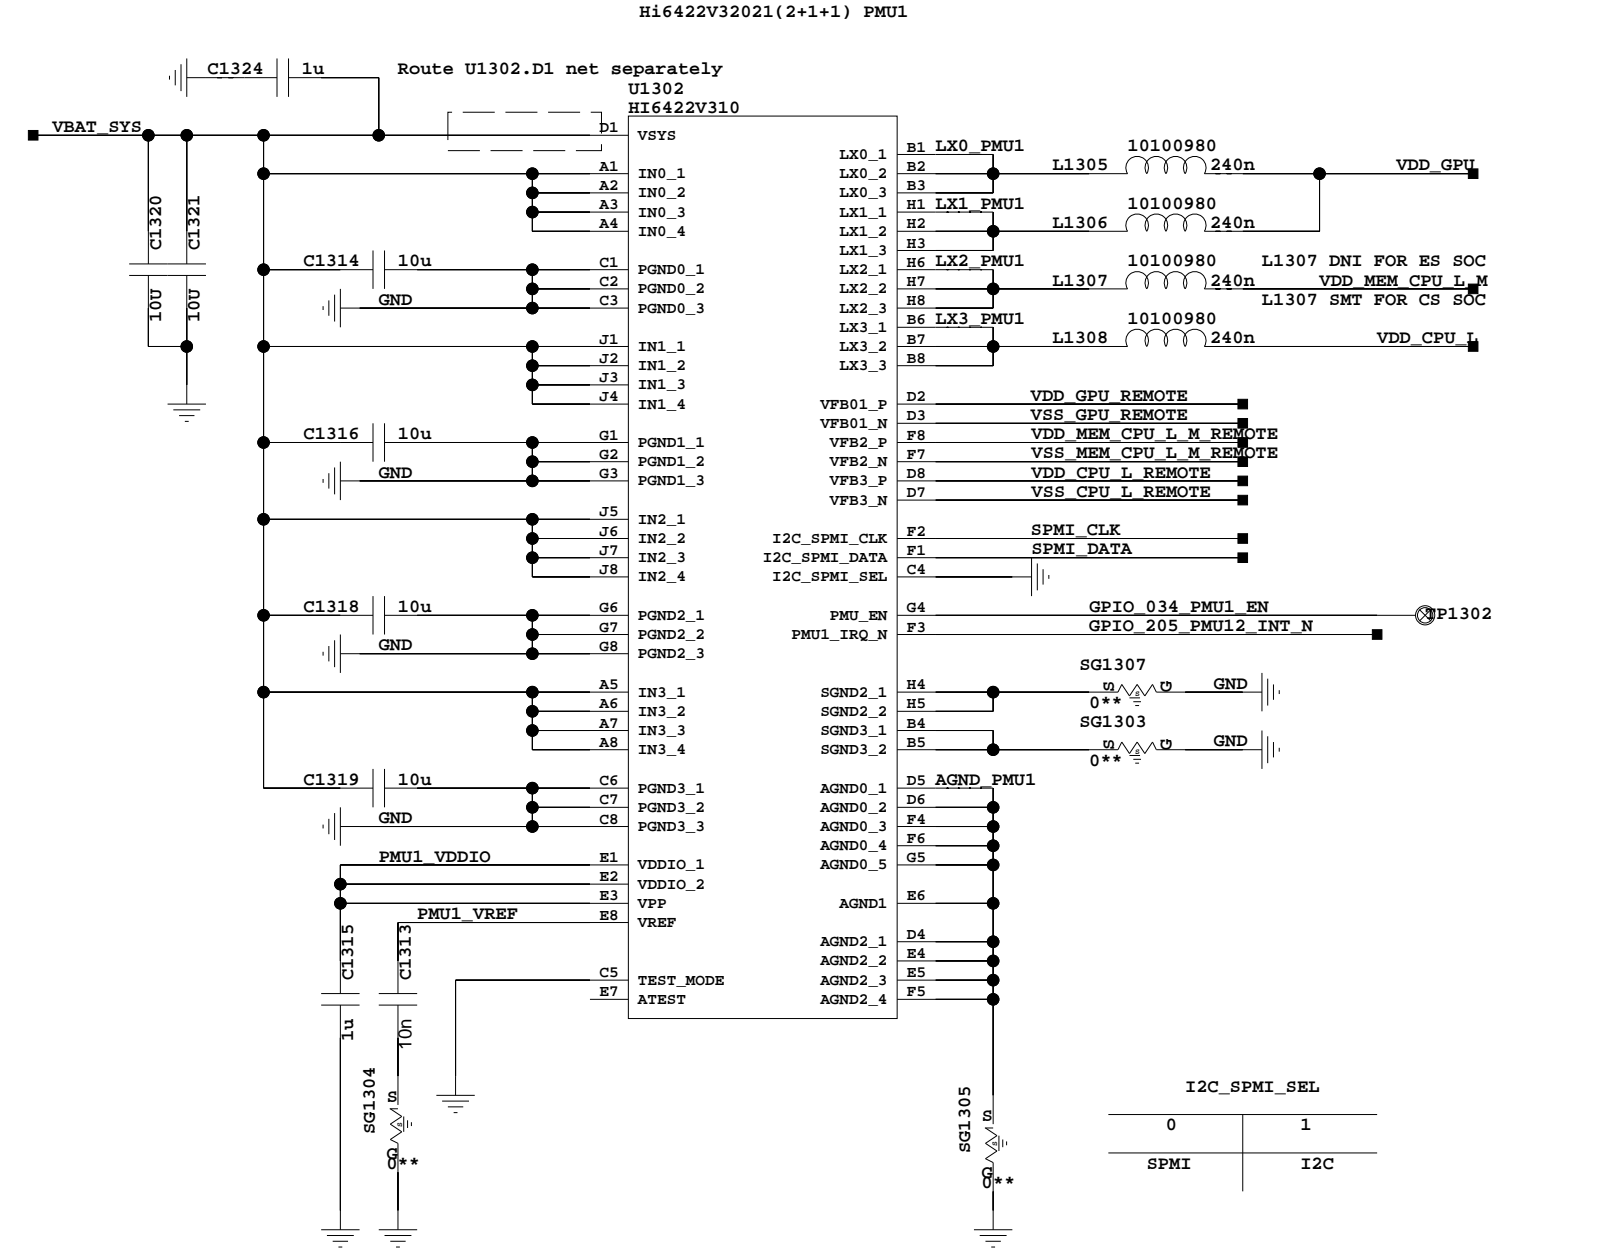 Hi6422V32021(2+1+1) PMU1
C1324 1u
Route U1302.D1 net separately
U1302
HI6422V310
VBAT_SYS
D1 VSYS
C1320 10U
C1321 10U
A1 IN0_1
A2 IN0_2
A3 IN0_3
A4 IN0_4
C1314 10u
GND
C1 PGND0_1
C2 PGND0_2
C3 PGND0_3
J1 IN1_1
J2 IN1_2
J3 IN1_3
J4 IN1_4
C1316 10u
GND
G1 PGND1_1
G2 PGND1_2
G3 PGND1_3
J5 IN2_1
J6 IN2_2
J7 IN2_3
J8 IN2_4
C1318 10u
GND
G6 PGND2_1
G7 PGND2_2
G8 PGND2_3
A5 IN3_1
A6 IN3_2
A7 IN3_3
A8 IN3_4
C1319 10u
GND
C6 PGND3_1
C7 PGND3_2
C8 PGND3_3
PMU1_VDDIO E1 VDDIO_1
E2 VDDIO_2
E3 VPP
PMU1_VREF E8 VREF
C1315 1u
C1313 10n
C5 TEST_MODE
E7 ATEST
SG1304
S
s
G
0**
LX0_1 B1 LX0_PMU1
LX0_2 B2
LX0_3 B3
L1305 10100980 240n VDD_GPU
LX1_1 H1 LX1_PMU1
LX1_2 H2
LX1_3 H3
L1306 10100980 240n
LX2_1 H6 LX2_PMU1
LX2_2 H7
LX2_3 H8
L1307 10100980 240n
L1307 DNI FOR ES SOC
VDD_MEM_CPU_L_M
L1307 SMT FOR CS SOC
LX3_1 B6 LX3_PMU1
LX3_2 B7
LX3_3 B8
L1308 10100980 240n VDD_CPU_L
VFB01_P D2 VDD_GPU_REMOTE
VFB01_N D3 VSS_GPU_REMOTE
VFB2_P F8 VDD_MEM_CPU_L_M_REMOTE
VFB2_N F7 VSS_MEM_CPU_L_M_REMOTE
VFB3_P D8 VDD_CPU_L_REMOTE
VFB3_N D7 VSS_CPU_L_REMOTE
I2C_SPMI_CLK F2 SPMI_CLK
I2C_SPMI_DATA F1 SPMI_DATA
I2C_SPMI_SEL C4
PMU_EN G4 GPIO_034_PMU1_EN TP1302
PMU1_IRQ_N F3 GPIO_205_PMU12_INT_N
SG1307
SGND2_1 H4 S s G GND
0**
SGND2_2 H5
SG1303
SGND3_1 B4
SGND3_2 B5 S s G GND
0**
AGND0_1 D5 AGND_PMU1
AGND0_2 D6
AGND0_3 F4
AGND0_4 F6
AGND0_5 G5
AGND1 E6
AGND2_1 D4
AGND2_2 E4
AGND2_3 E5
AGND2_4 F5
SG1305
S
s
G
0**
I2C_SPMI_SEL
0 1
SPMI I2C